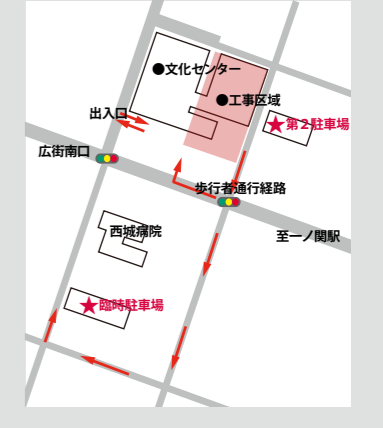 ●文化センター
●工事区域
出入口
★第２駐車場
広街南口
歩行者通行経路
西城病院
至一ノ関駅
★臨時駐車場